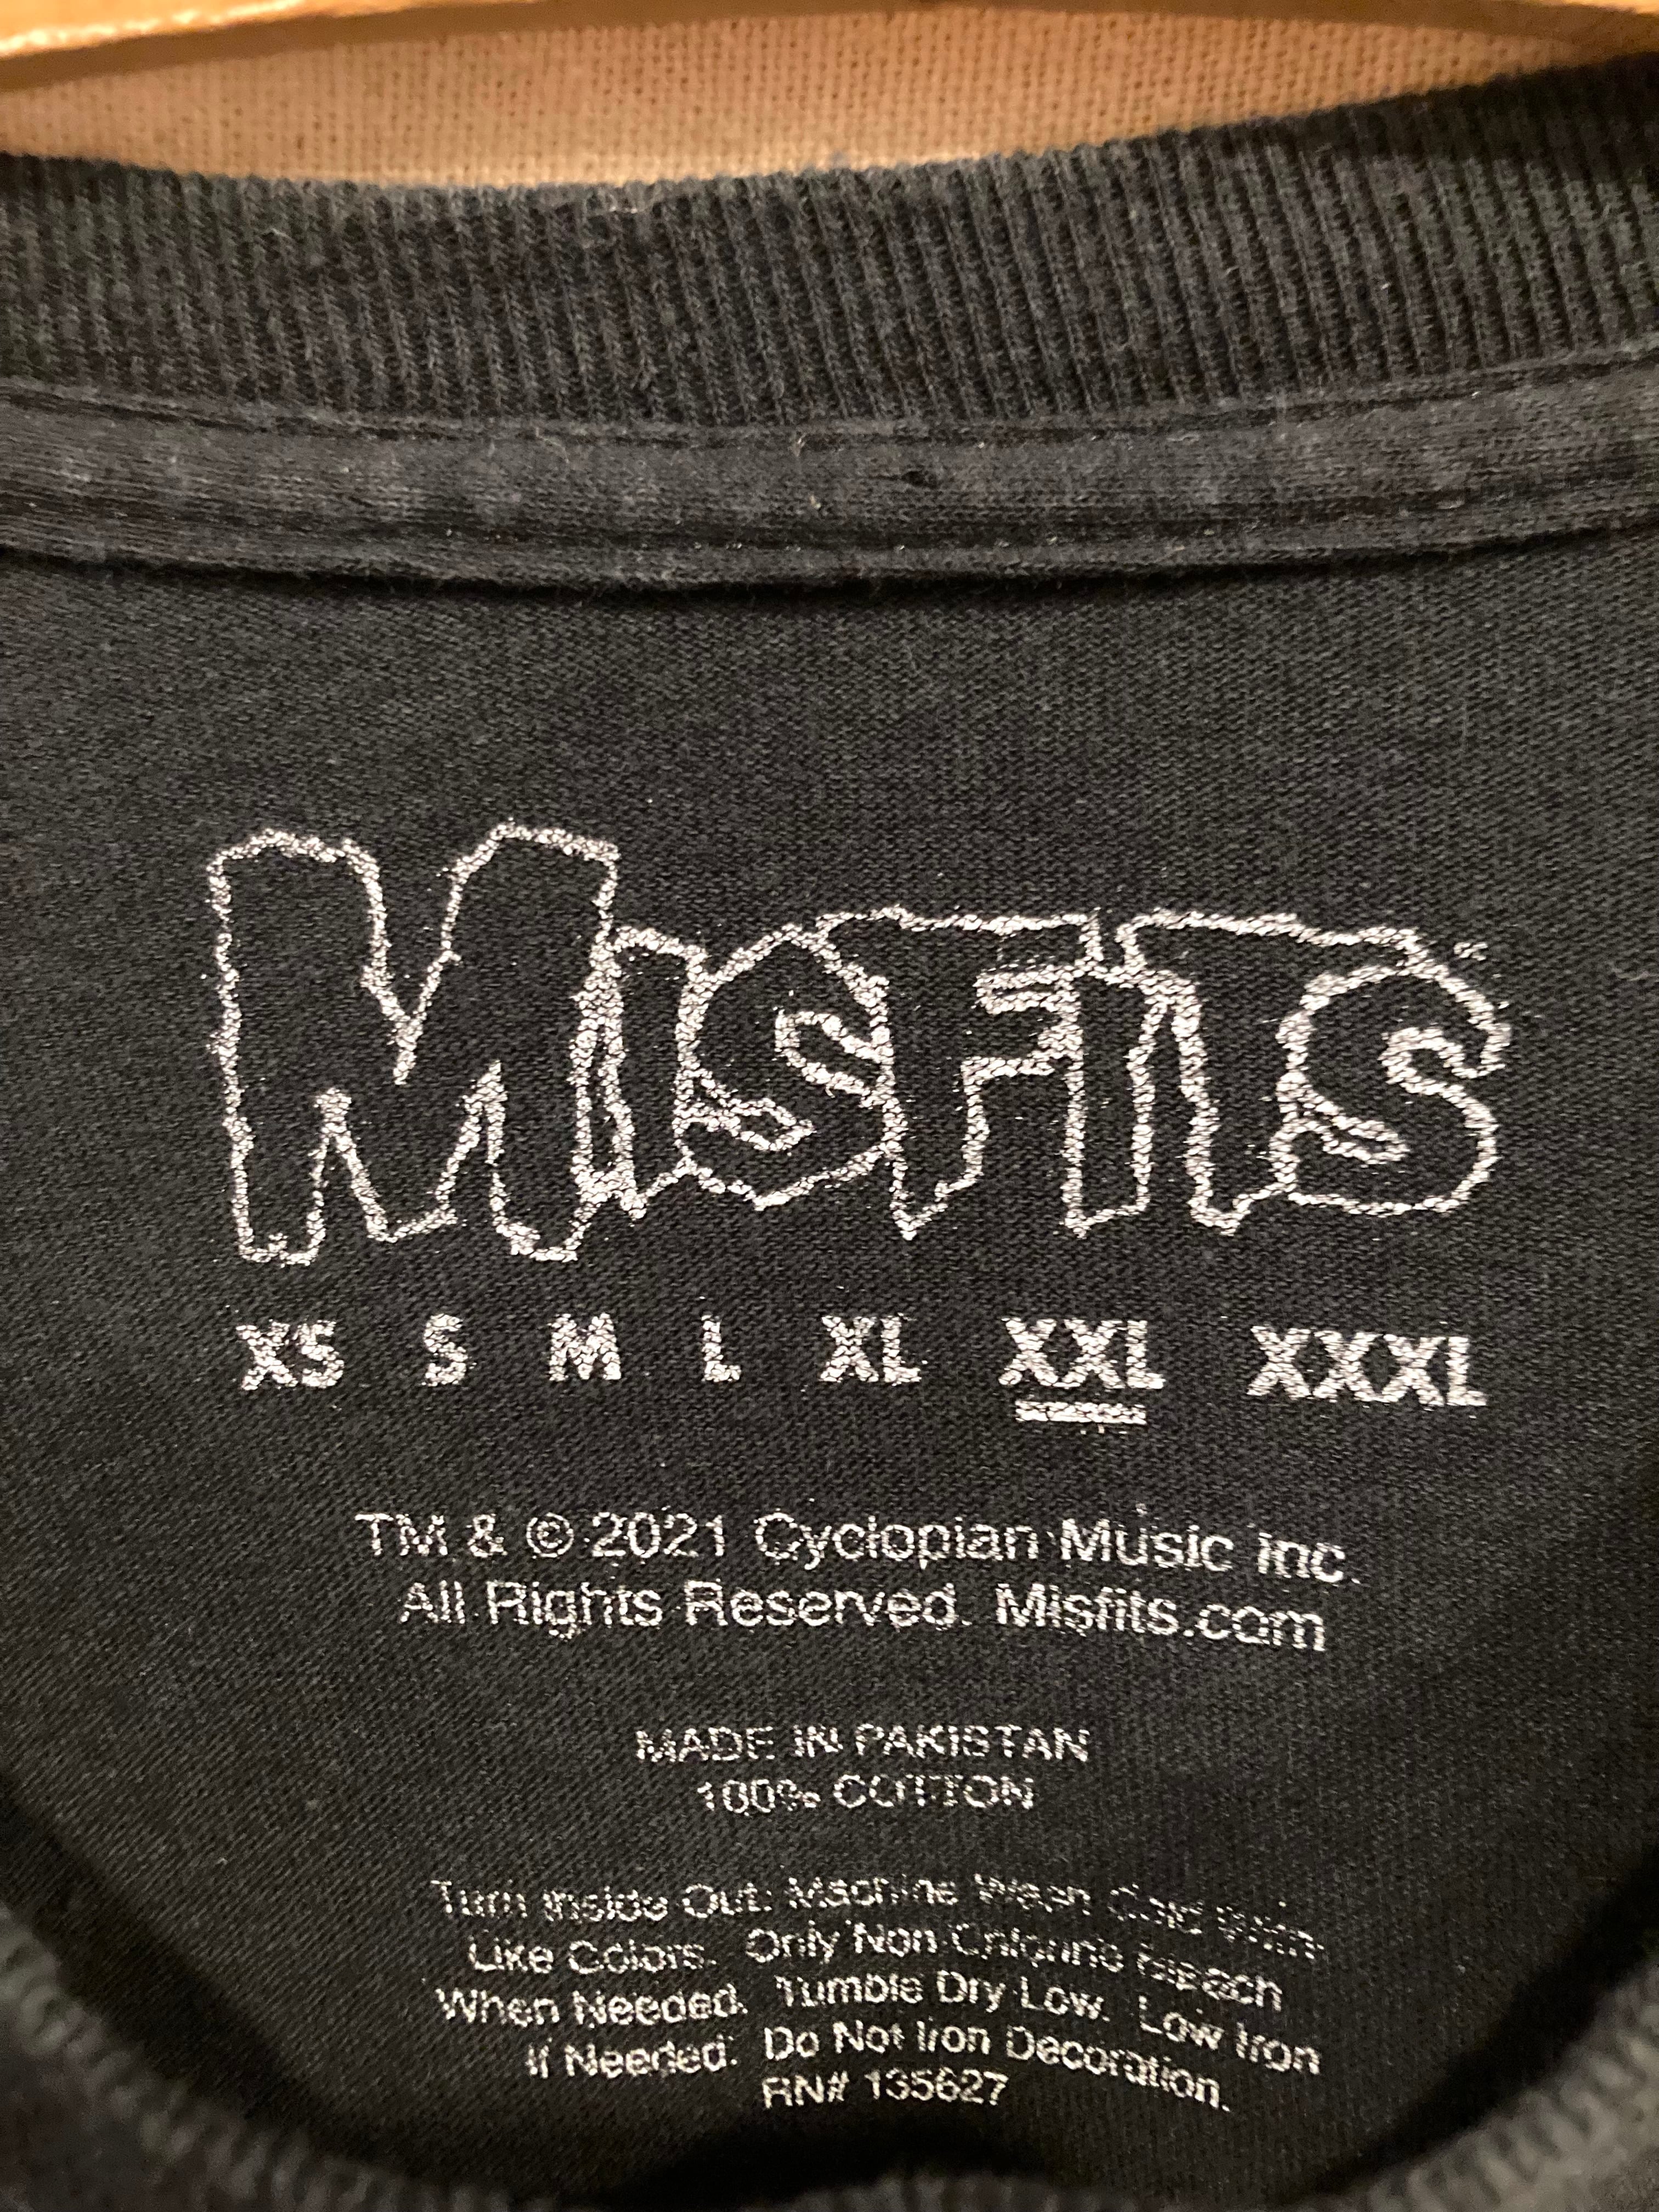 MISFITS ™
XS S M L XL XXL XXXL
TM & © 2021 Cyclopian Music Inc.
All Rights Reserved. Misfits.com
MADE IN PAKISTAN
100% COTTON
Turn Inside Out. Machine Wash Cold With
Like Colors. Only Non Chlorine Bleach
When Needed. Tumble Dry Low. Low Iron
If Needed. Do Not Iron Decoration.
RN# 135627